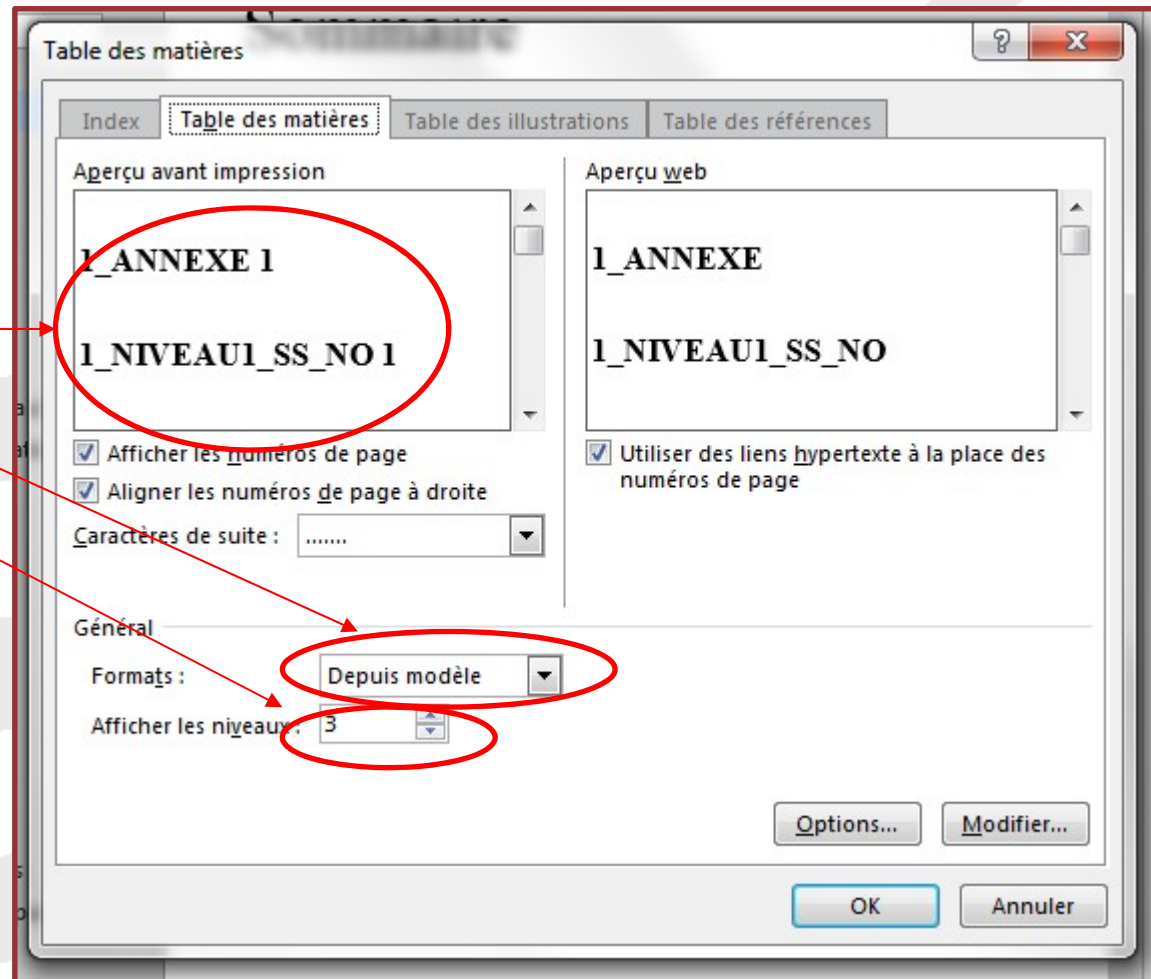 Sommaire
Table des matières
Index Table des matières Table des illustrations Table des références
Aperçu avant impression
1_ANNEXE 1
1_NIVEAU1_SS_NO 1
Afficher les numéros de page
Aligner les numéros de page à droite
Caractères de suite : .......
Aperçu web
1_ANNEXE
1_NIVEAU1_SS_NO
Utiliser des liens hypertexte à la place des
numéros de page
Général
Formats : Depuis modèle
Afficher les niveaux : 3
Options... Modifier...
OK Annuler